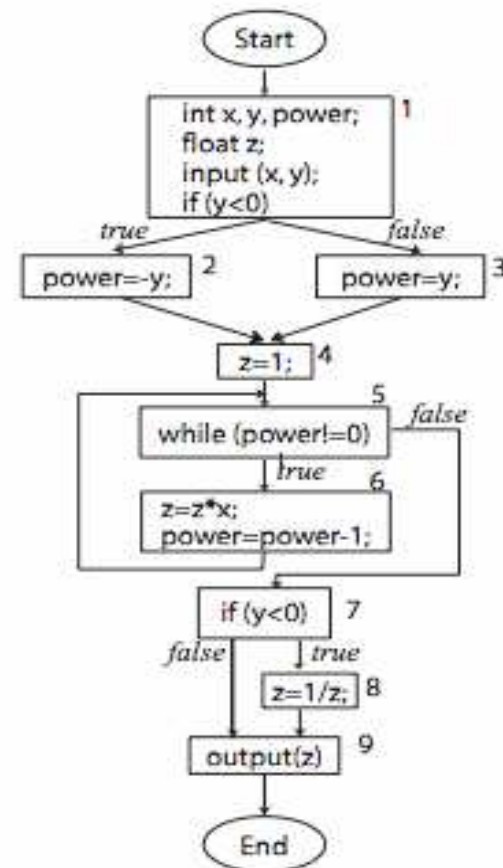 Start
int x, y, power; 1
float z;
input (x, y);
if (y<0)
true false
power=-y; 2 power=y; 3
z=1; 4
5
while (power!=0) false
true
6
z=z*x;
power=power-1;
if (y<0) 7
false true
z=1/z; 8
9
output(z)
End